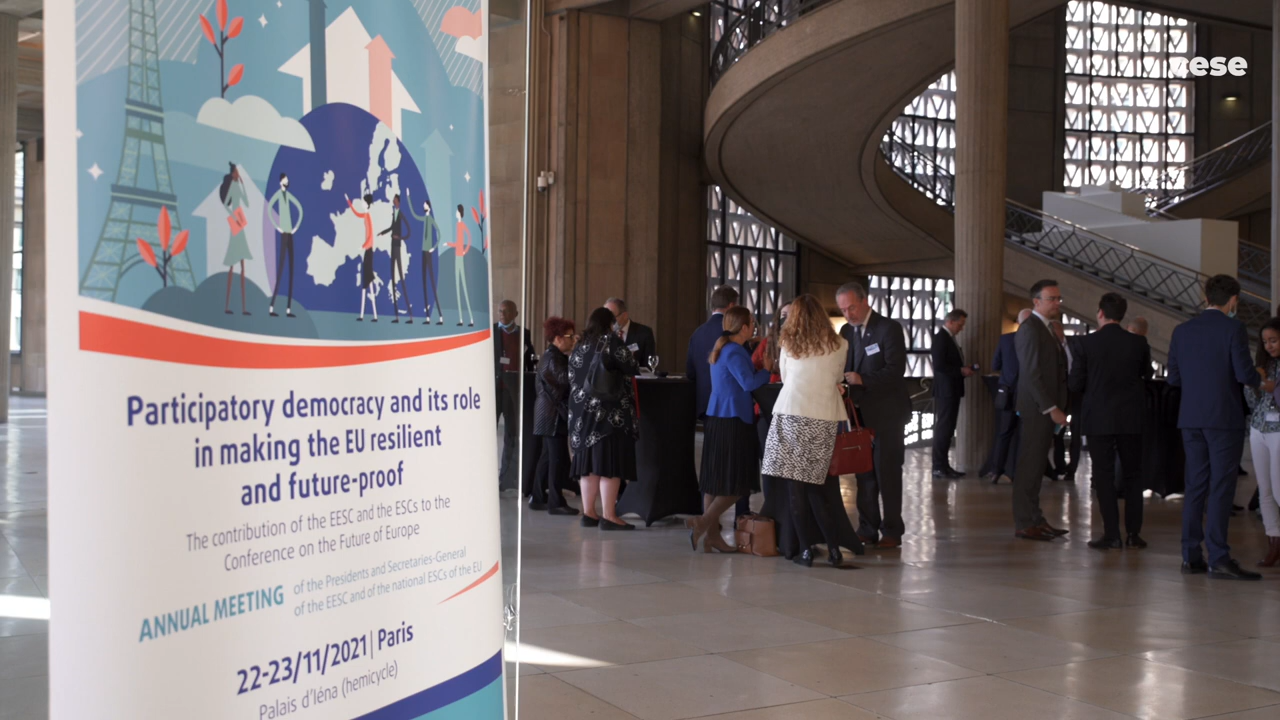 cese
Participatory democracy and its role
in making the EU resilient
and future-proof
The contribution of the EESC and the ESCs to the
Conference on the Future of Europe
ANNUAL MEETING
of the Presidents and Secretaries-General
of the EESC and of the national ESCs of the EU
22-23/11/2021 | Paris
Palais d'Iéna (hemicycle)